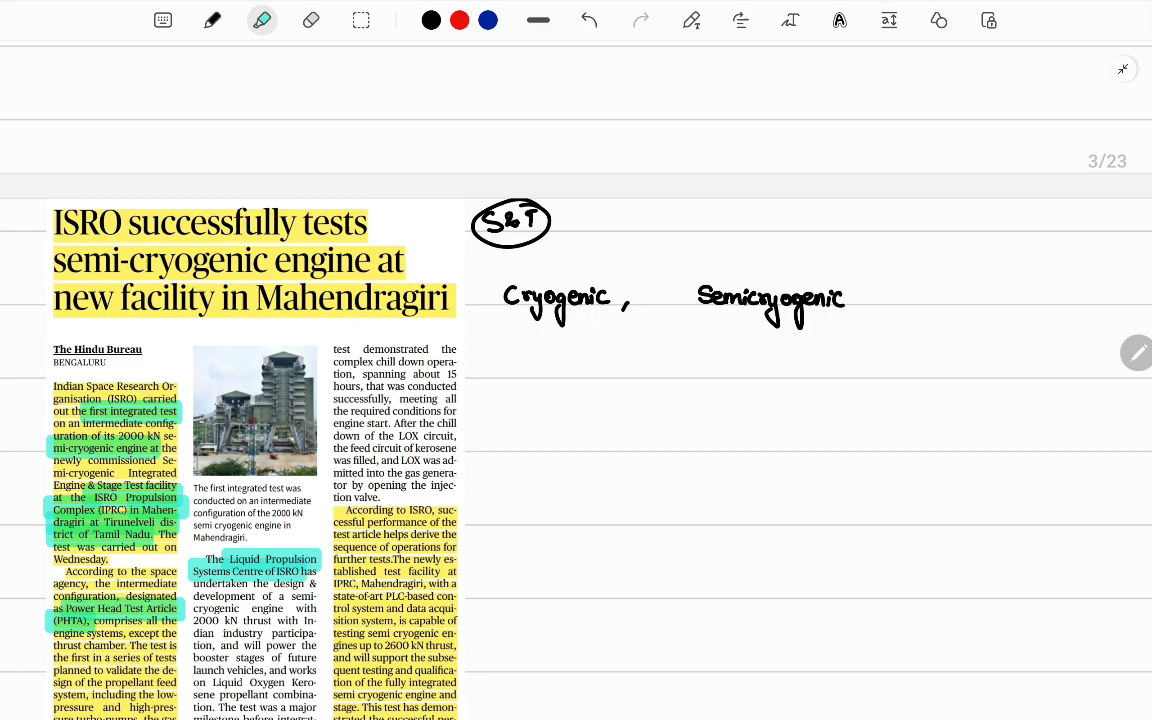 3/23
ISRO successfully tests
semi-cryogenic engine at
new facility in Mahendragiri
S&T
Cryogenic,
Semicryogenic
The Hindu Bureau
BENGALURU
Indian Space Research Or-
ganisation (ISRO) carried
out the first integrated test
on an intermediate config-
uration of its 2000 kN se-
mi-cryogenic engine at the
newly commissioned Se-
mi-cryogenic Integrated
Engine & Stage Test facility
at the ISRO Propulsion
Complex (IPRC) in Mahen-
dragiri at Tirunelveli dis-
trict of Tamil Nadu. The
test was carried out on
Wednesday.
According to the space
agency, the intermediate
configuration, designated
as Power Head Test Article
(PHTA), comprises all the
engine systems, except the
thrust chamber. The test is
the first in a series of tests
planned to validate the de-
sign of the propellant feed
system, including the low-
pressure and high-pres-
sure turbo-pumps, the gas
The first integrated test was
conducted on an intermediate
configuration of the 2000 kN
semi cryogenic engine in
Mahendragiri.
The Liquid Propulsion
Systems Centre of ISRO has
undertaken the design &
development of a semi-
cryogenic engine with
2000 kN thrust with In-
dian industry participa-
tion, and will power the
booster stages of future
launch vehicles, and works
on Liquid Oxygen Kero-
sene propellant combina-
tion. The test was a major
milestone before integrat-
test demonstrated the
complex chill down opera-
tion, spanning about 15
hours, that was conducted
successfully, meeting all
the required conditions for
engine start. After the chill
down of the LOX circuit,
the feed circuit of kerosene
was filled, and LOX was ad-
mitted into the gas genera-
tor by opening the injec-
tion valve.
According to ISRO, suc-
cessful performance of the
test article helps derive the
sequence of operations for
further tests.The newly es-
tablished test facility at
IPRC, Mahendragiri, with a
state-of-art PLC-based con-
trol system and data acqui-
sition system, is capable of
testing semi cryogenic en-
gines up to 2600 kN thrust,
and will support the subse-
quent testing and qualifica-
tion of the fully integrated
semi cryogenic engine and
stage. This test has demon-
strated the successful per-